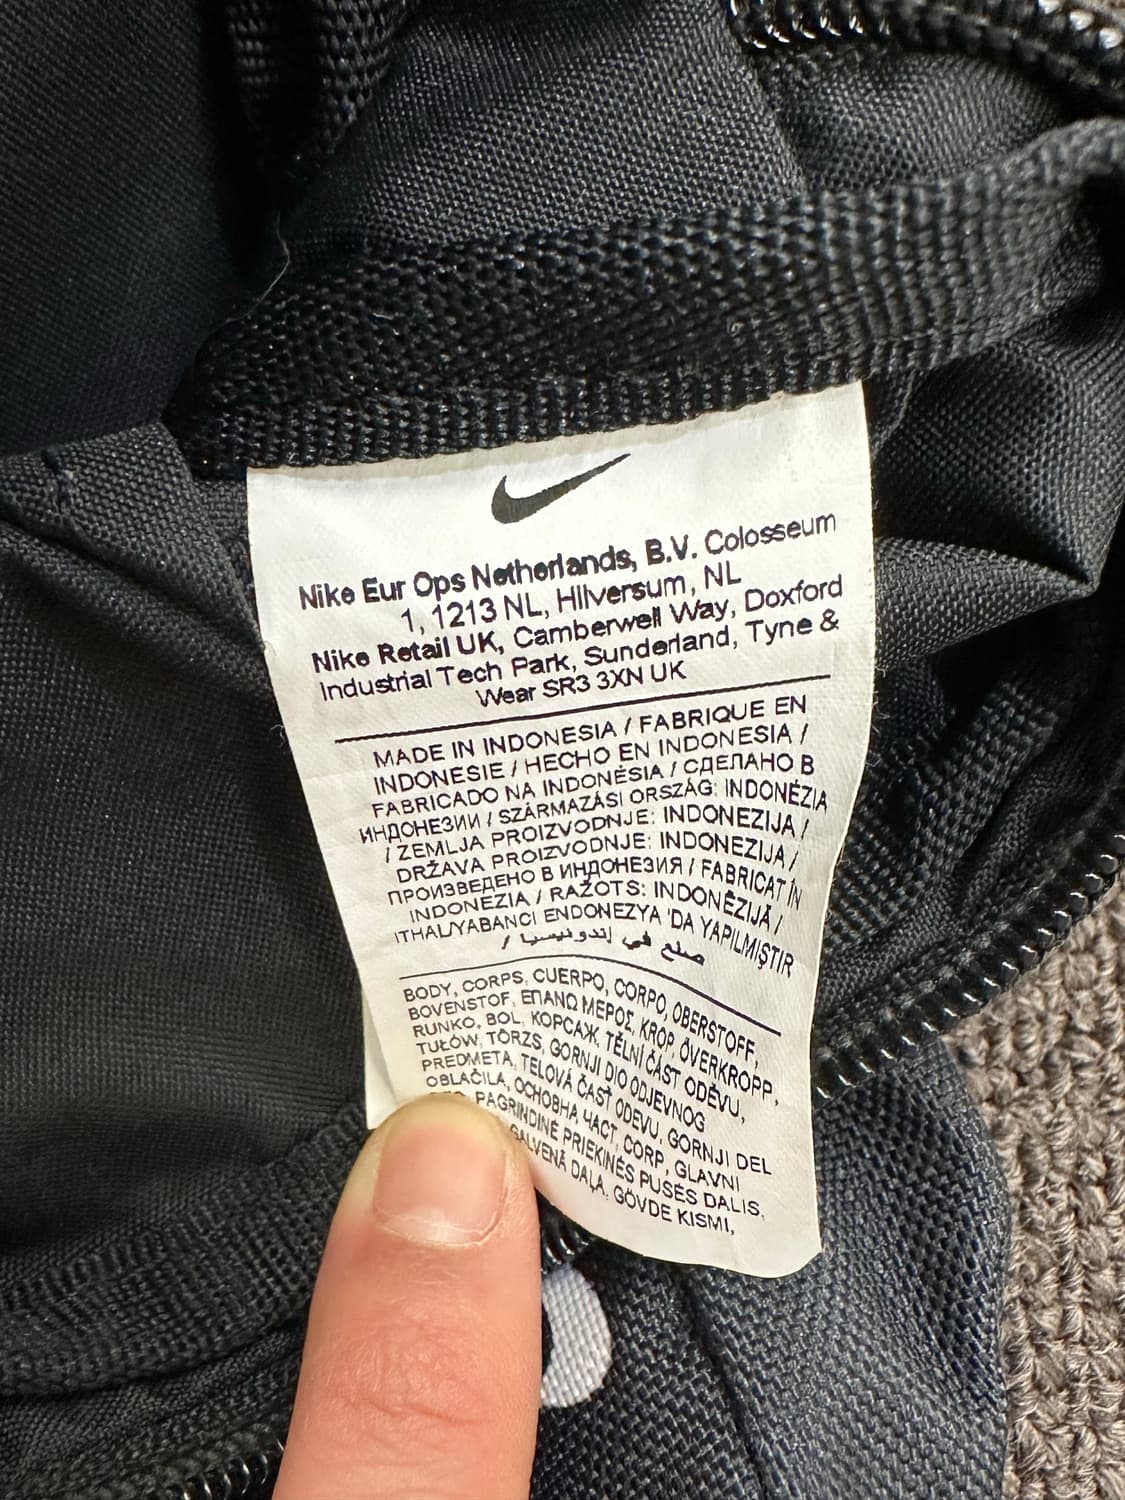 Nike Eur Ops Netherlands, B.V. Colosseum
1, 1213 NL, Hilversum, NL
Nike Retail UK, Camberwell Way, Doxford
Industrial Tech Park, Sunderland, Tyne &
Wear SR3 3XN UK
MADE IN INDONESIA / FABRIQUE EN
INDONESIE / HECHO EN INDONESIA /
FABRICADO NA INDONÉSIA / СДЕЛАНО В
ИНДОНЕЗИИ / SZÁRMAZÁSI ORSZÁG: INDONÉZIA
/ ZEMLJA PROIZVODNJE: INDONEZIJA /
DRŽAVA PROIZVODNJE: INDONEZIJA /
ПРОИЗВЕДЕНО В ИНДОНЕЗИЯ / FABRICAT ÎN
INDONEZIA / RAŽOTS: INDONĒZIJĀ /
ITHAL/YABANCI ENDONEZYA 'DA YAPILMIŞTIR
صنع في إندونيسيا /
BODY, CORPS, CUERPO, CORPO, OBERSTOFF,
BOVENSTOF, ΕΠΑΝΩ ΜΕΡΟΣ, KROP, ÖVERKROPP,
RUNKO, BOL, КОРСАЖ, TĚLNÍ ČÁST ODĚVU,
TUŁÓW, TÖRZS, GORNJI DIO ODJEVNOG
PREDMETA, TELOVÁ ČASŤ ODEVU, GORNJI DEL
OBLAČILA, ОСНОВНА ЧАСТ, CORP, GLAVNI
PAGRINDINĖ PRIEKINĖS PUSĖS DALIS,
GALVENĀ DAĻA, GÖVDE KISMI,